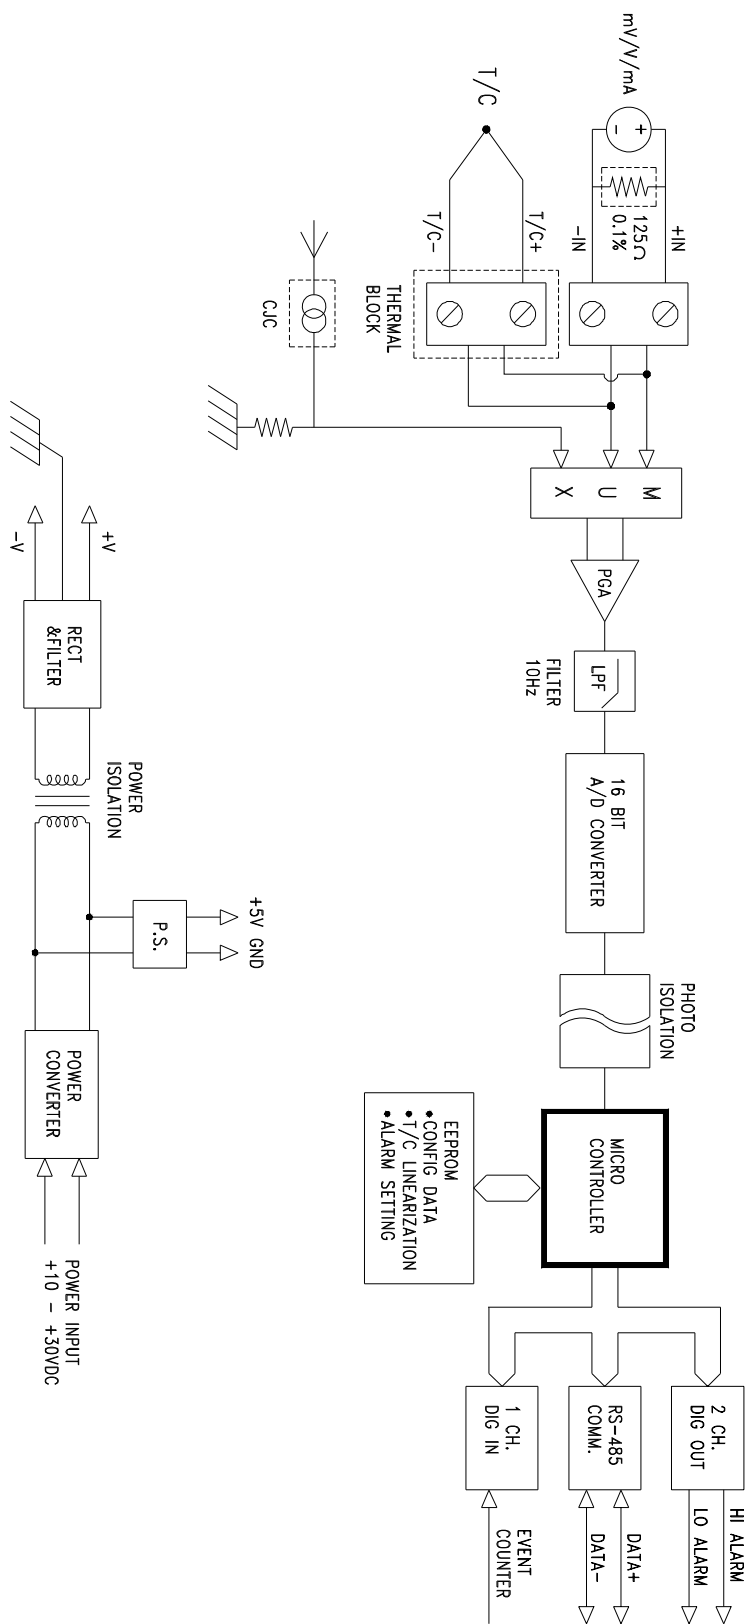 mV/V/mA
+
-
125Ω
0.1%
+IN
-IN
T/C
T/C+
T/C-
THERMAL
BLOCK
CJC
M
U
X
PGA
LPF
FILTER
10Hz
16 BIT
A/D CONVERTER
PHOTO
ISOLATION
MICRO
CONTROLLER
EEPROM
• CONFIG DATA
• T/C LINEARIZATION
• ALARM SETTING
2 CH.
DIG OUT
HI ALARM
LO ALARM
RS-485
COMM.
DATA+
DATA-
1 CH.
DIG IN
EVENT
COUNTER
+V
-V
RECT
&FILTER
POWER
ISOLATION
+5V GND
P.S.
POWER
CONVERTER
POWER INPUT
+10 - +30VDC